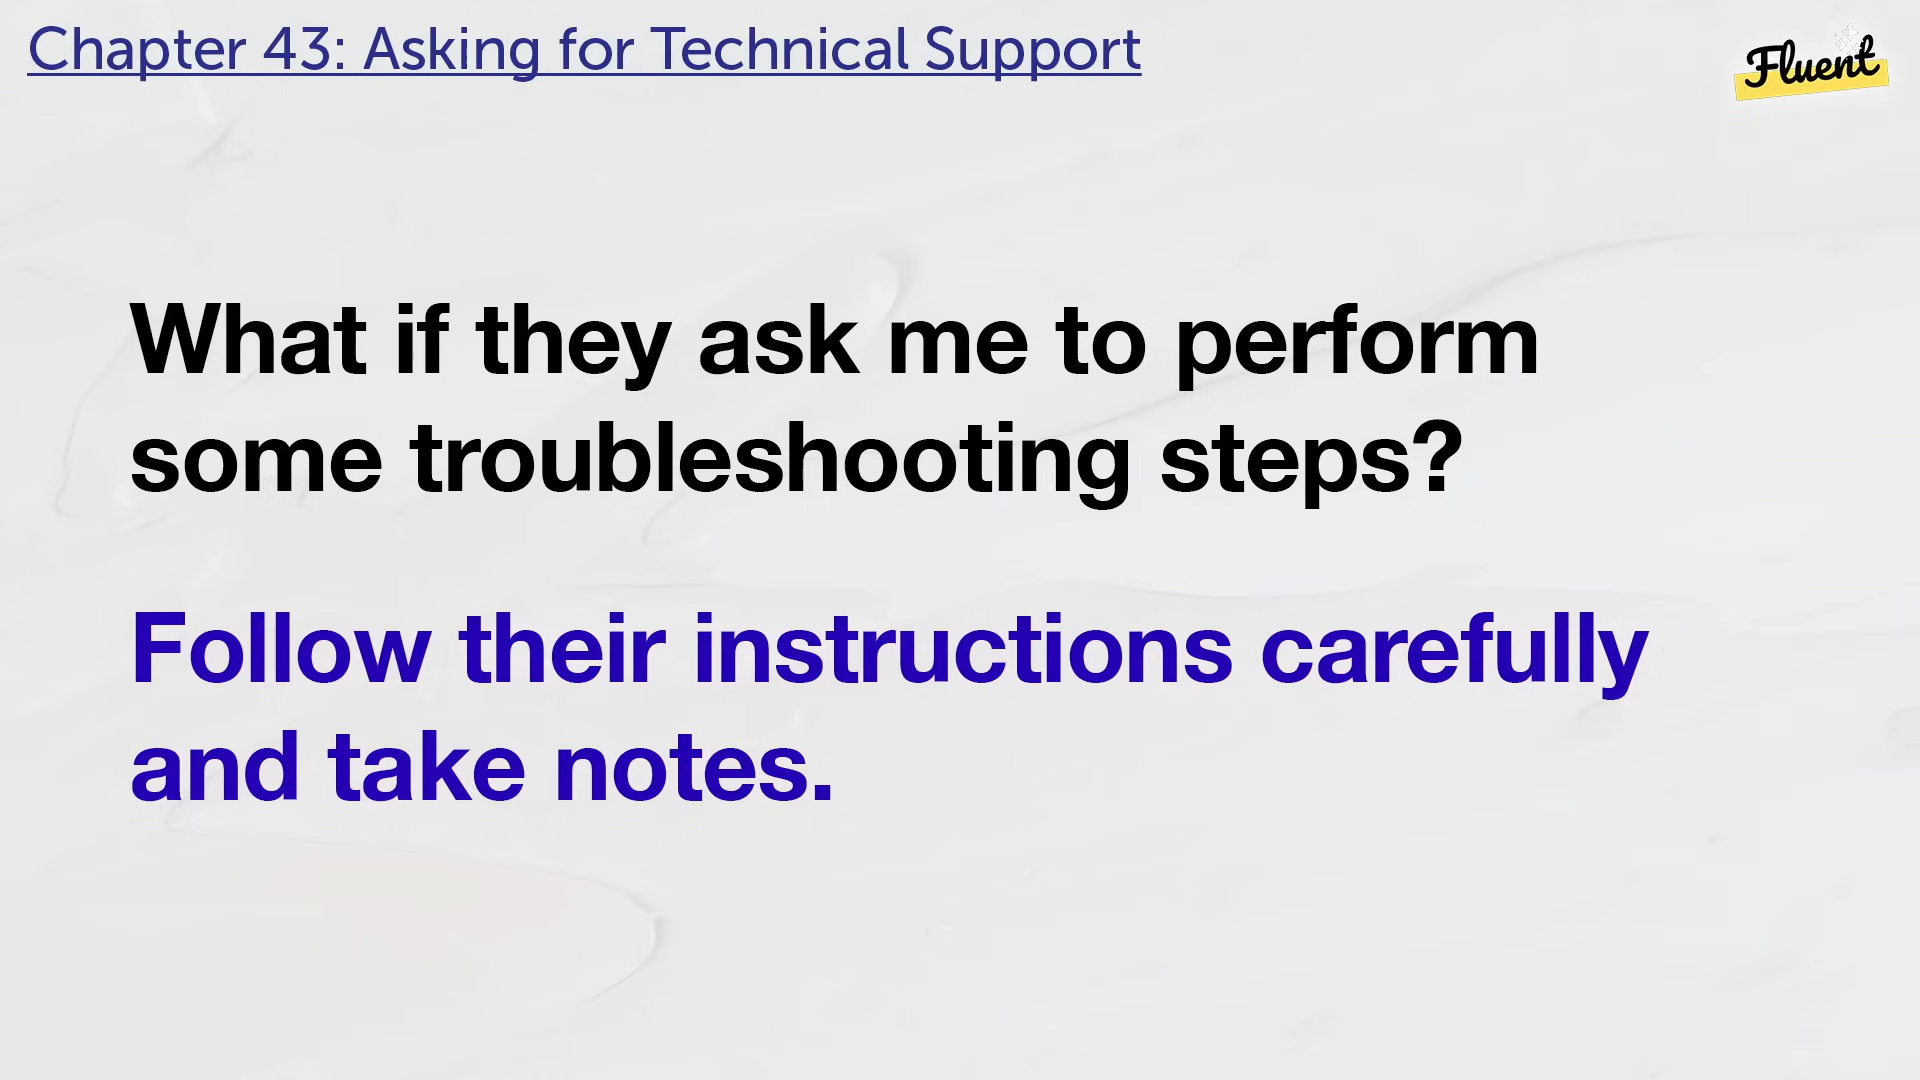 Chapter 43: Asking for Technical Support
Fluent
What if they ask me to perform
some troubleshooting steps?
Follow their instructions carefully
and take notes.